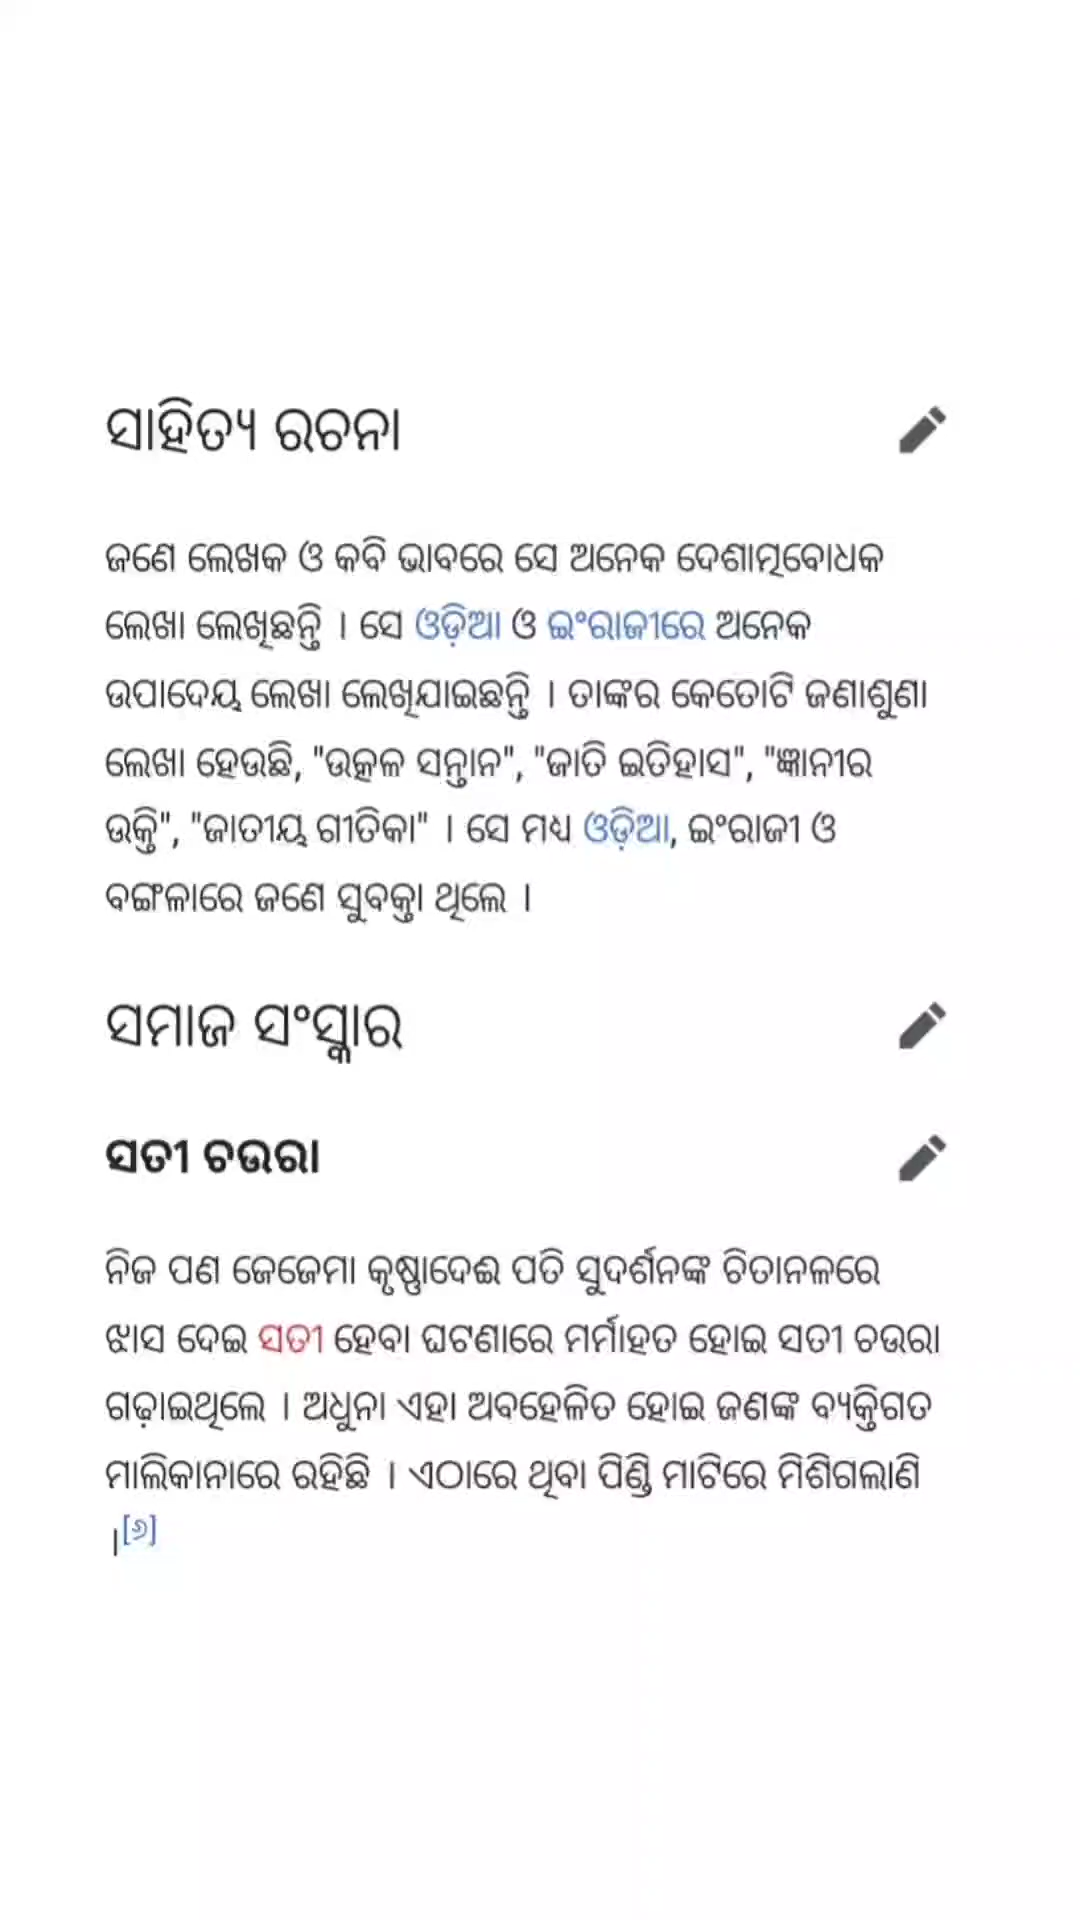 ସାହିତ୍ୟ ରଚନା
ଜଣେ ଲେଖକ ଓ କବି ଭାବରେ ସେ ଅନେକ ଦେଶାତ୍ମବୋଧକ
ଲେଖା ଲେଖିଛନ୍ତି । ସେ ଓଡ଼ିଆ ଓ ଇଂରାଜୀରେ ଅନେକ
ଉପାଦେୟ ଲେଖା ଲେଖିଯାଇଛନ୍ତି । ତାଙ୍କର କେତୋଟି ଜଣାଶୁଣା
ଲେଖା ହେଉଛି, "ଉତ୍କଳ ସନ୍ତାନ", "ଜାତି ଇତିହାସ", "ଜ୍ଞାନୀର
ଉକ୍ତି", "ଜାତୀୟ ଗୀତିକା" । ସେ ମଧ୍ୟ ଓଡ଼ିଆ, ଇଂରାଜୀ ଓ
ବଙ୍ଗଳାରେ ଜଣେ ସୁବକ୍ତା ଥିଲେ ।
ସମାଜ ସଂସ୍କାର
ସତୀ ଚଉରା
ନିଜ ପଣ ଜେଜେମା କୃଷ୍ଣାଦେଈ ପତି ସୁଦର୍ଶନଙ୍କ ଚିତାନଳରେ
ଝାସ ଦେଇ ସତୀ ହେବା ଘଟଣାରେ ମର୍ମାହତ ହୋଇ ସତୀ ଚଉରା
ଗଢ଼ାଇଥିଲେ । ଅଧୁନା ଏହା ଅବହେଳିତ ହୋଇ ଜଣଙ୍କ ବ୍ୟକ୍ତିଗତ
ମାଲିକାନାରେ ରହିଛି । ଏଠାରେ ଥିବା ପିଣ୍ଡି ମାଟିରେ ମିଶିଗଲାଣି
।[୬]